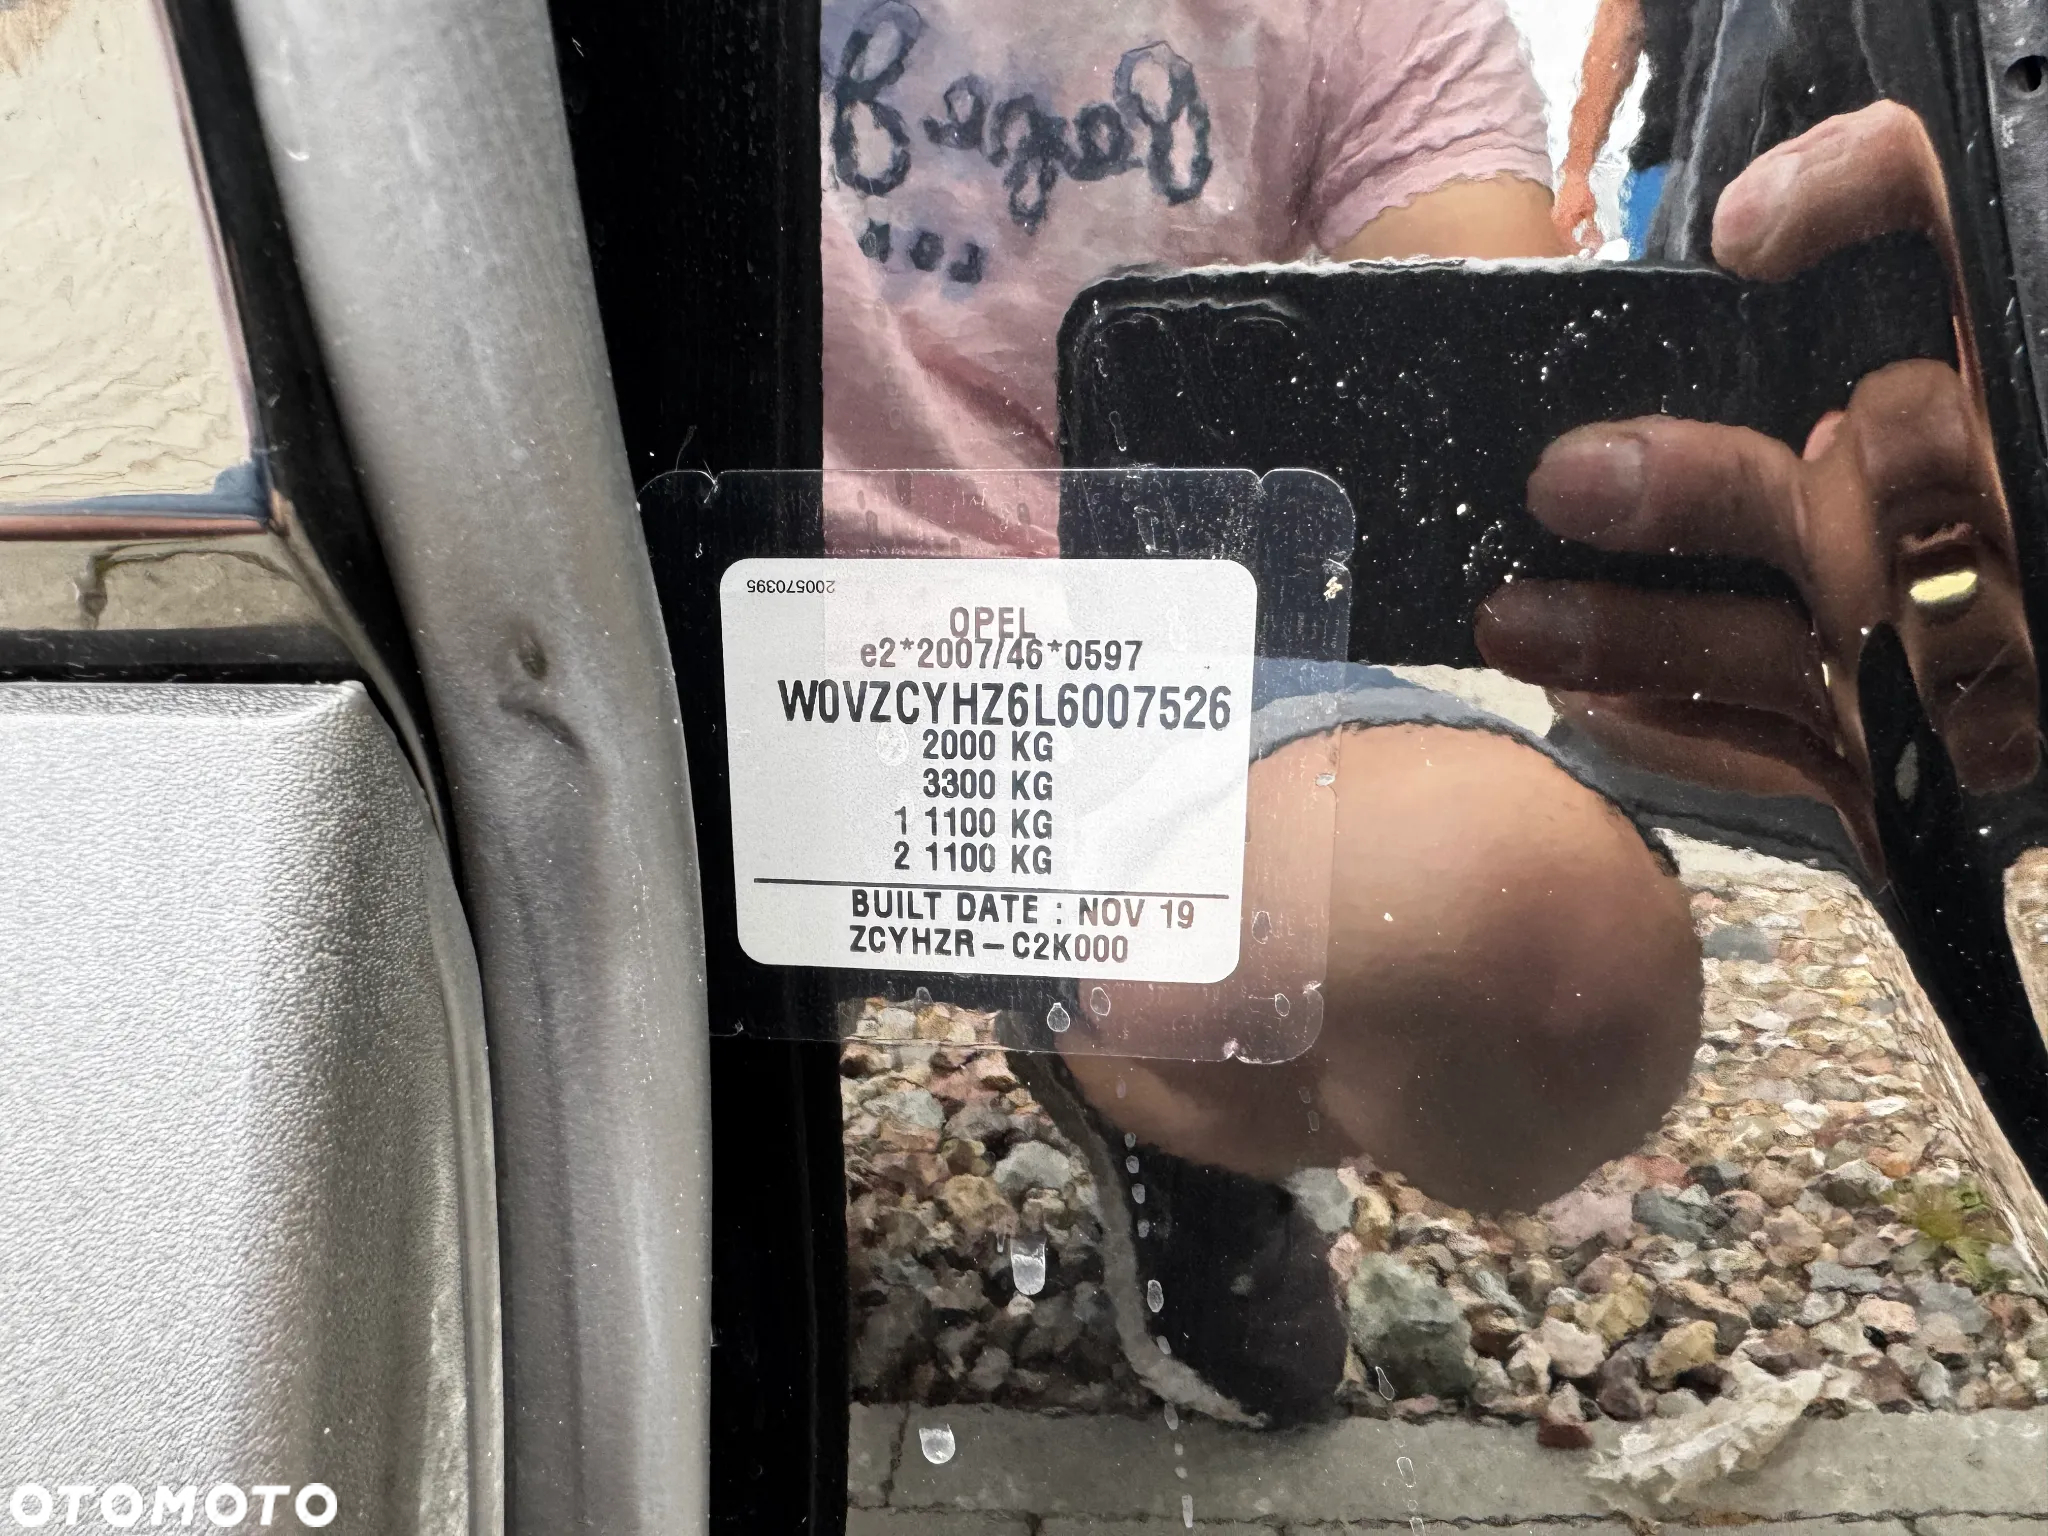 200570395
OPEL
e2*2007/46*0597
W0VZCYHZ6L6007526
2000 KG
3300 KG
1 1100 KG
2 1100 KG
BUILT DATE : NOV 19
ZCYHZR-C2K000
OTOMOTO